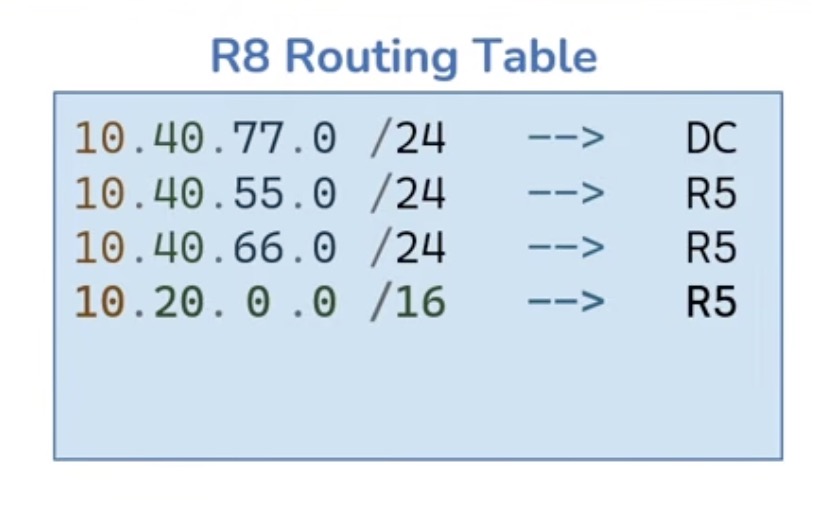 R8 Routing Table
10.40.77.0 /24 --> DC
10.40.55.0 /24 --> R5
10.40.66.0 /24 --> R5
10.20. 0 .0 /16 --> R5